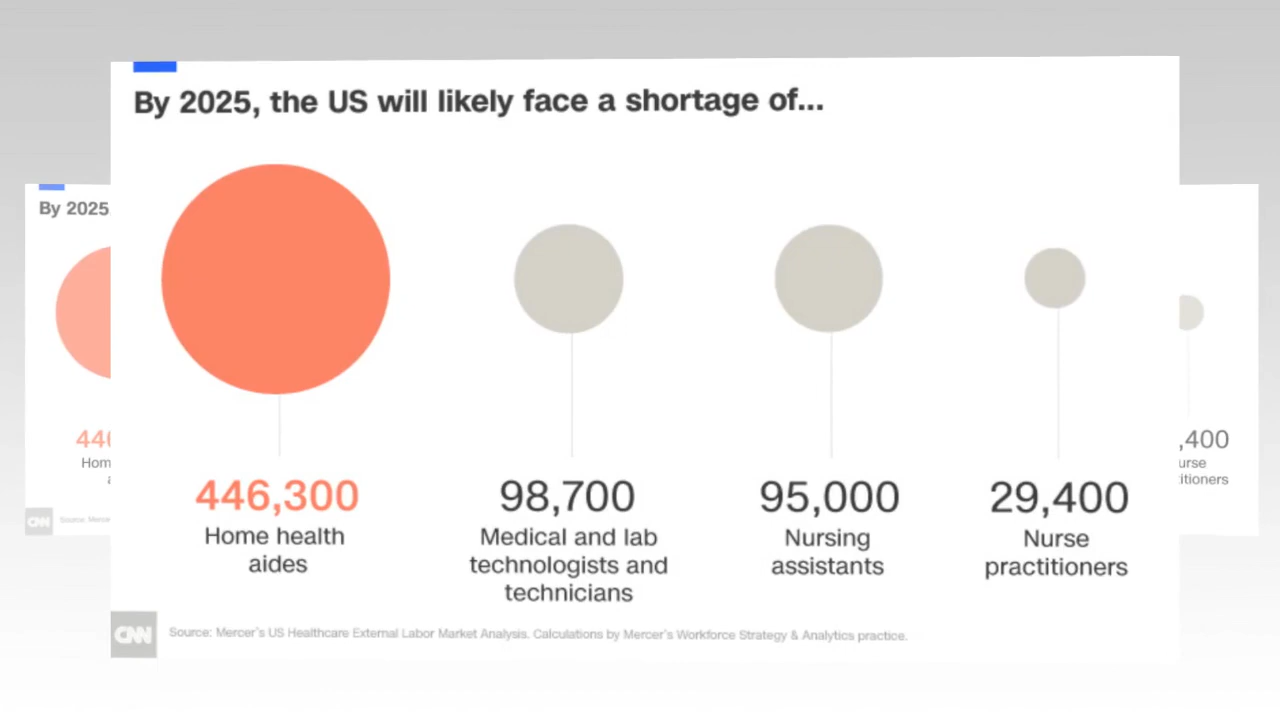 By 2025, the US will likely face a shortage of...
446,300
Home health
aides
98,700
Medical and lab
technologists and
technicians
95,000
Nursing
assistants
29,400
Nurse
practitioners
CNN
Source: Mercer's US Healthcare External Labor Market Analysis. Calculations by Mercer's Workforce Strategy & Analytics practice.
By 2025
CNN
,400